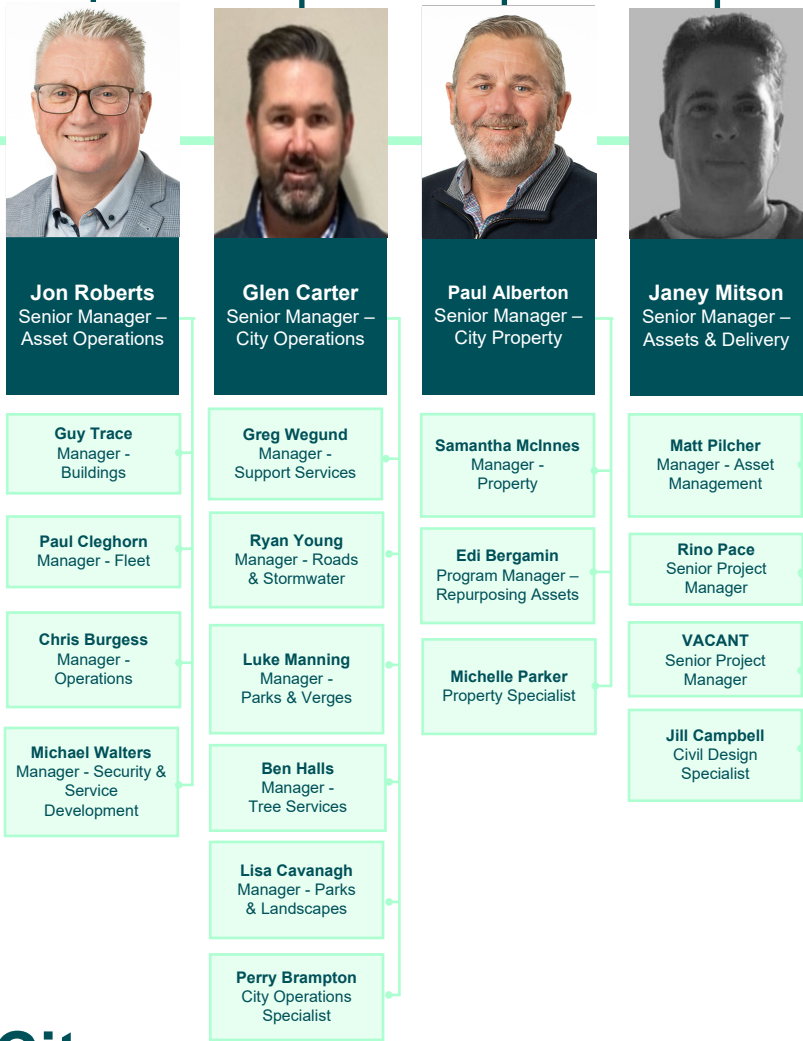 Jon Roberts
Senior Manager –
Asset Operations
Guy Trace
Manager -
Buildings
Paul Cleghorn
Manager - Fleet
Chris Burgess
Manager -
Operations
Michael Walters
Manager - Security &
Service
Development
Glen Carter
Senior Manager –
City Operations
Greg Wegund
Manager -
Support Services
Ryan Young
Manager - Roads
& Stormwater
Luke Manning
Manager -
Parks & Verges
Ben Halls
Manager -
Tree Services
Lisa Cavanagh
Manager - Parks
& Landscapes
Perry Brampton
City Operations
Specialist
Paul Alberton
Senior Manager –
City Property
Samantha McInnes
Manager -
Property
Edi Bergamin
Program Manager –
Repurposing Assets
Michelle Parker
Property Specialist
Janey Mitson
Senior Manager –
Assets & Delivery
Matt Pilcher
Manager - Asset
Management
Rino Pace
Senior Project
Manager
VACANT
Senior Project
Manager
Jill Campbell
Civil Design
Specialist